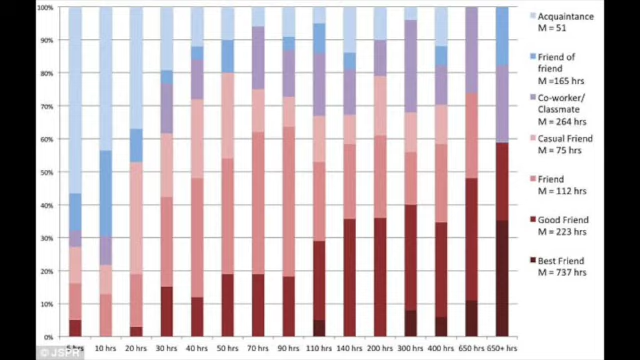 100%
90%
80%
70%
60%
50%
40%
30%
20%
10%
0%
5 hrs 10 hrs 20 hrs 30 hrs 40 hrs 50 hrs 70 hrs 90 hrs 110 hrs 140 hrs 200 hrs 300 hrs 400 hrs 650 hrs 650+ hrs
Acquaintance
M = 51
Friend of
friend
M =165 hrs
Co-worker/
Classmate
M = 264 hrs
Casual Friend
M = 75 hrs
Friend
M = 112 hrs
Good Friend
M = 223 hrs
Best Friend
M = 737 hrs
© JSPR